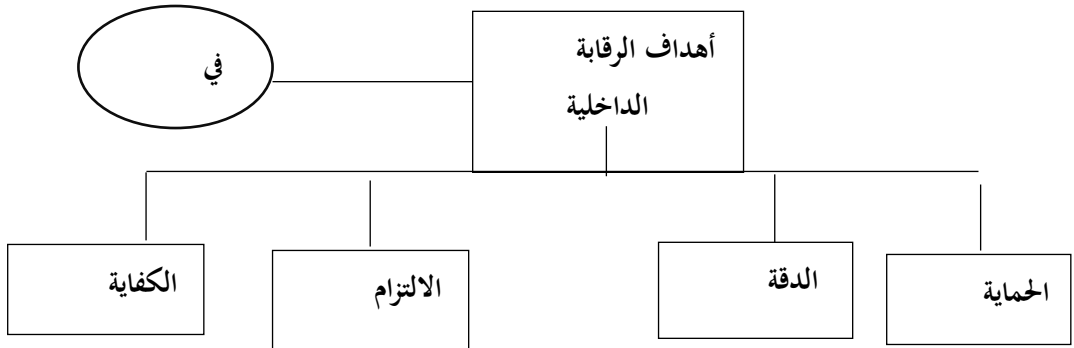 أهداف الرقابة
الداخلية
في
الحماية
الدقة
الالتزام
الكفاية